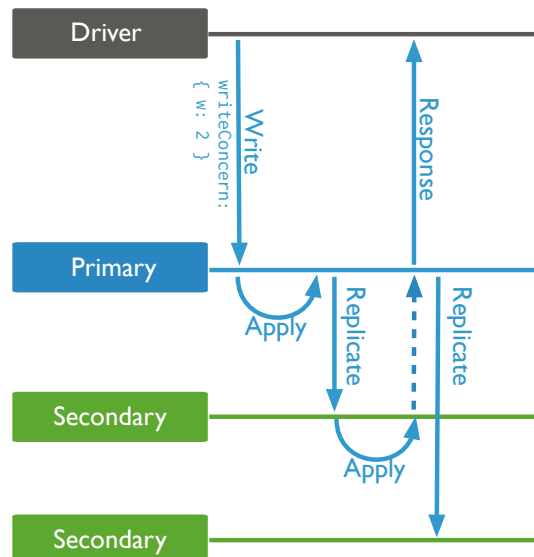 Driver
Write
writeConcern:
{ w: 2 }
Response
Primary
Apply
Replicate
Replicate
Secondary
Apply
Secondary